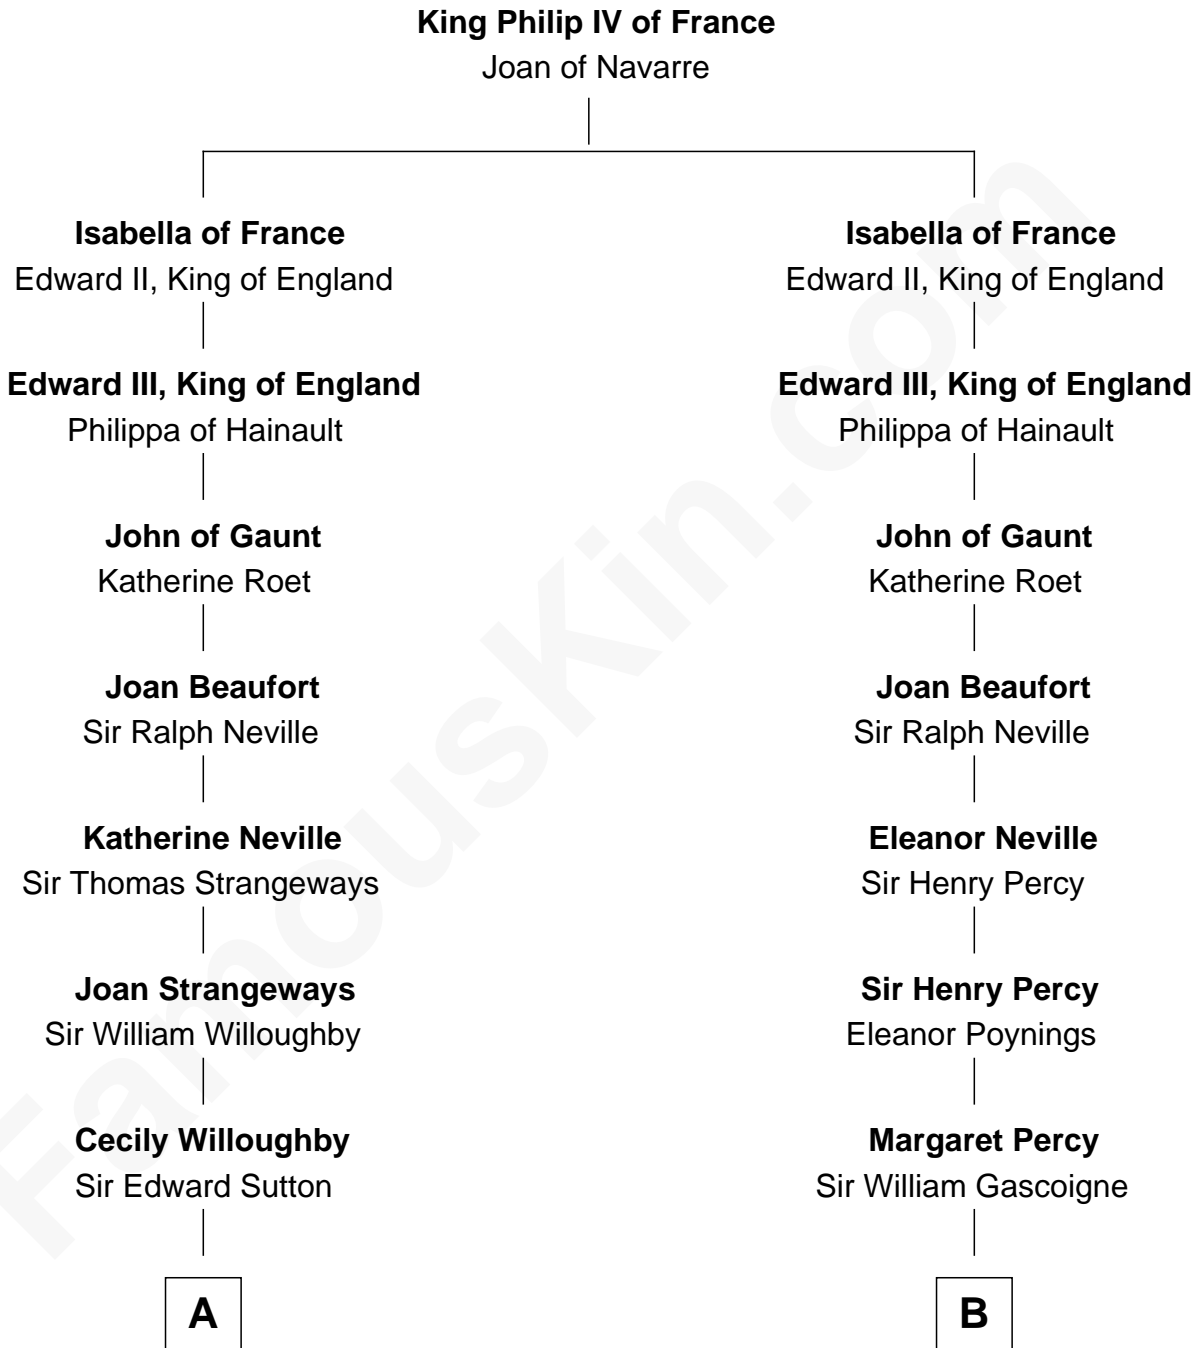 King Philip IV of France
Joan of Navarre
Isabella of France
Edward II, King of England
Edward III, King of England
Philippa of Hainault
John of Gaunt
Katherine Roet
Joan Beaufort
Sir Ralph Neville
Katherine Neville
Sir Thomas Strangeways
Joan Strangeways
Sir William Willoughby
Cecily Willoughby
Sir Edward Sutton
A
Isabella of France
Edward II, King of England
Edward III, King of England
Philippa of Hainault
John of Gaunt
Katherine Roet
Joan Beaufort
Sir Ralph Neville
Eleanor Neville
Sir Henry Percy
Sir Henry Percy
Eleanor Poynings
Margaret Percy
Sir William Gascoigne
B
FamousKin.com